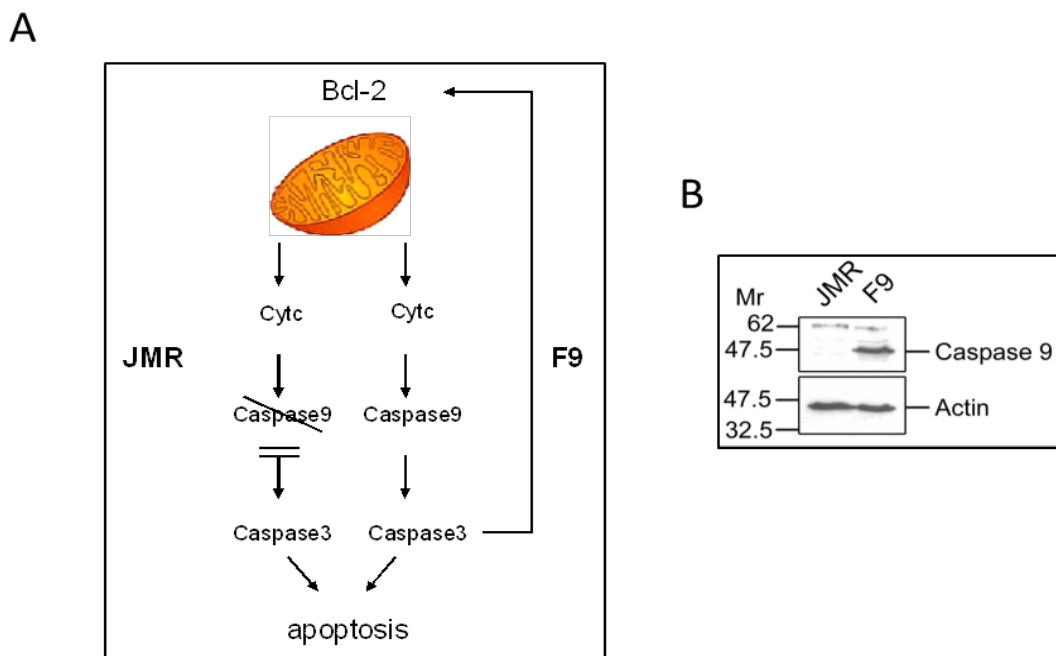 A
Bcl-2
Cytc Cytc
JMR F9
Caspase9 Caspase9
Caspase3 Caspase3
apoptosis
B
JMR F9
Mr
62
47.5 Caspase 9
47.5 Actin
32.5